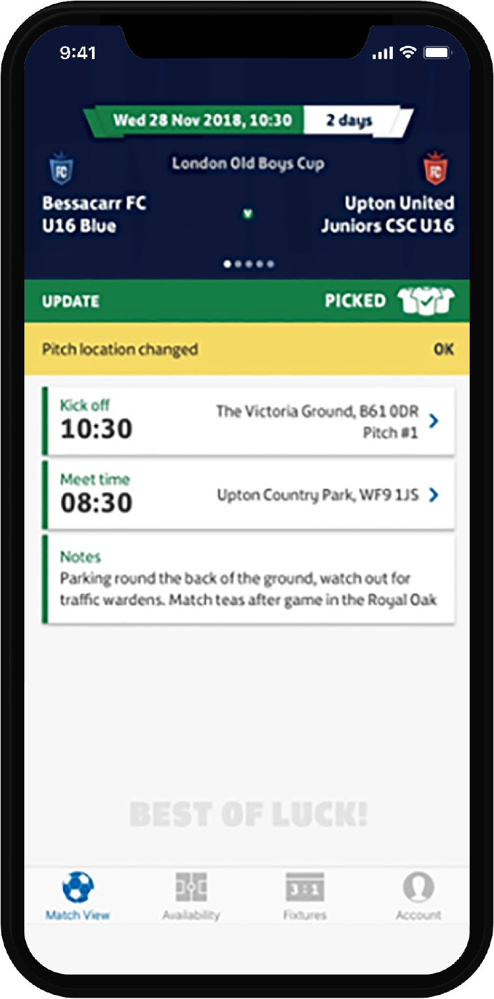 9:41
Wed 28 Nov 2018, 10:30 2 days
London Old Boys Cup
FC
FC
Bessacarr FC
U16 Blue
v
Upton United
Juniors CSC U16
UPDATE
PICKED
Pitch location changed
OK
Kick off
10:30
The Victoria Ground, B61 0DR
Pitch #1
Meet time
08:30
Upton Country Park, WF9 1JS
Notes
Parking round the back of the ground, watch out for
traffic wardens. Match teas after game in the Royal Oak
BEST OF LUCK!
3:1
Match View
Availability
Fixtures
Account